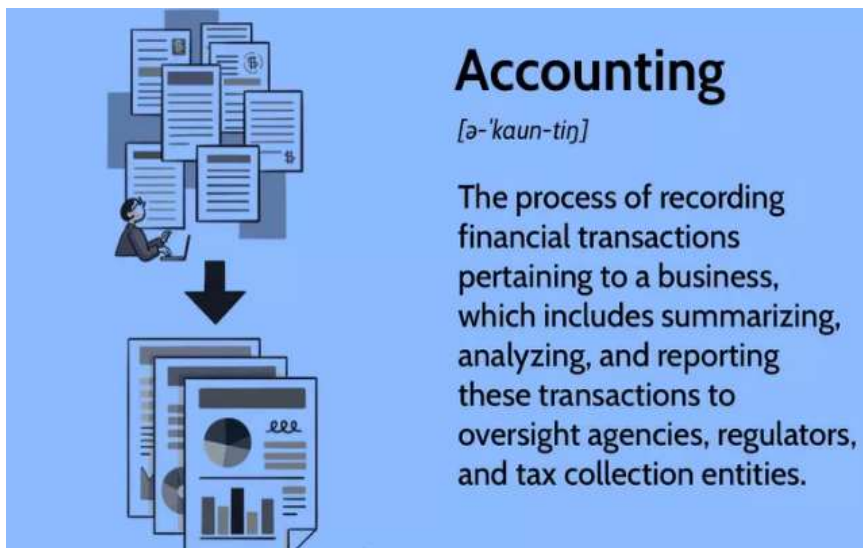 Accounting
[ə-'kaun-tiŋ]
The process of recording
financial transactions
pertaining to a business,
which includes summarizing,
analyzing, and reporting
these transactions to
oversight agencies, regulators,
and tax collection entities.